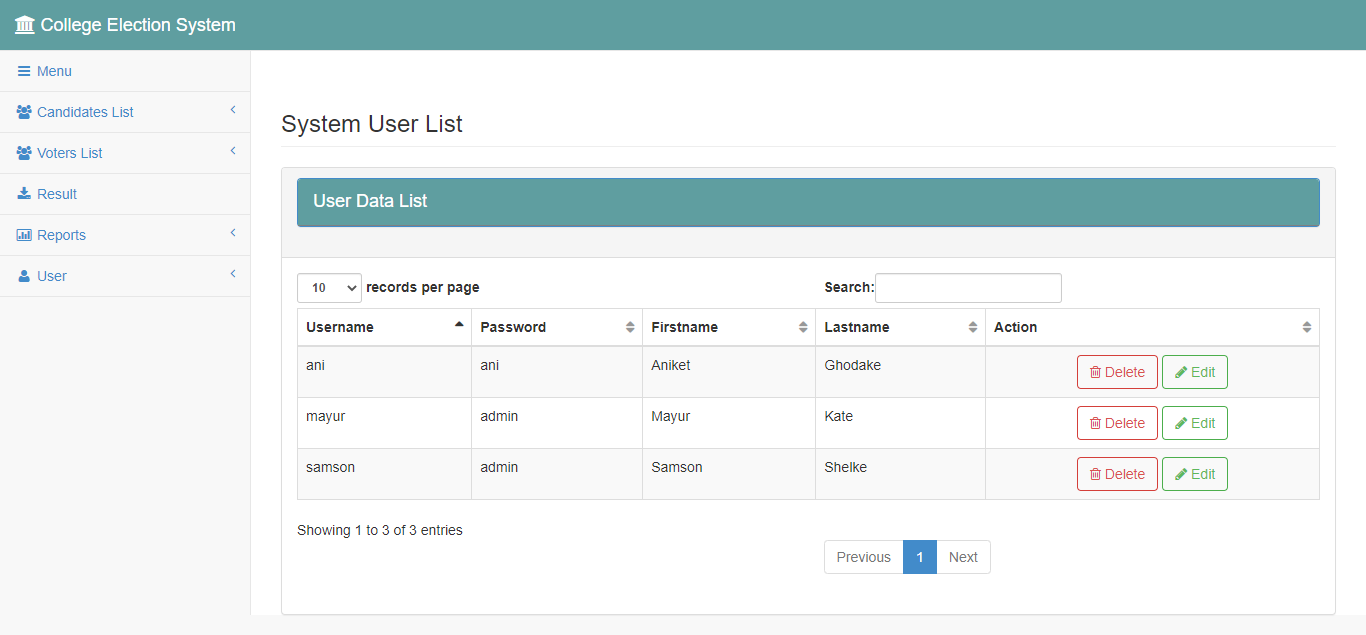 College Election System
Menu
Candidates List
Voters List
Result
Reports
User
System User List
User Data List
10 records per page Search:
Username Password Firstname Lastname Action
ani ani Aniket Ghodake Delete Edit
mayur admin Mayur Kate Delete Edit
samson admin Samson Shelke Delete Edit
Showing 1 to 3 of 3 entries
Previous 1 Next